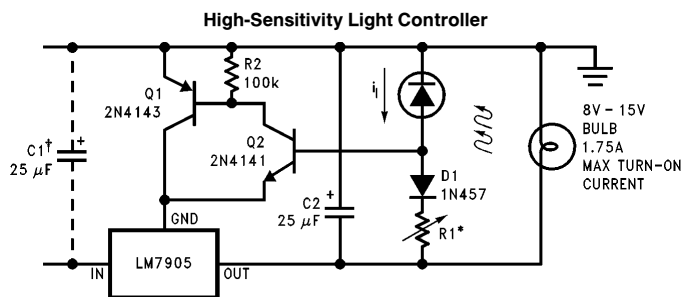 High-Sensitivity Light Controller
R2
100k
Q1
2N4143
Q2
2N4141
C1†
25 μF
+
C2
25 μF
+
i
D1
1N457
R1*
8V – 15V
BULB
1.75A
MAX TURN-ON
CURRENT
GND
IN
LM7905
OUT